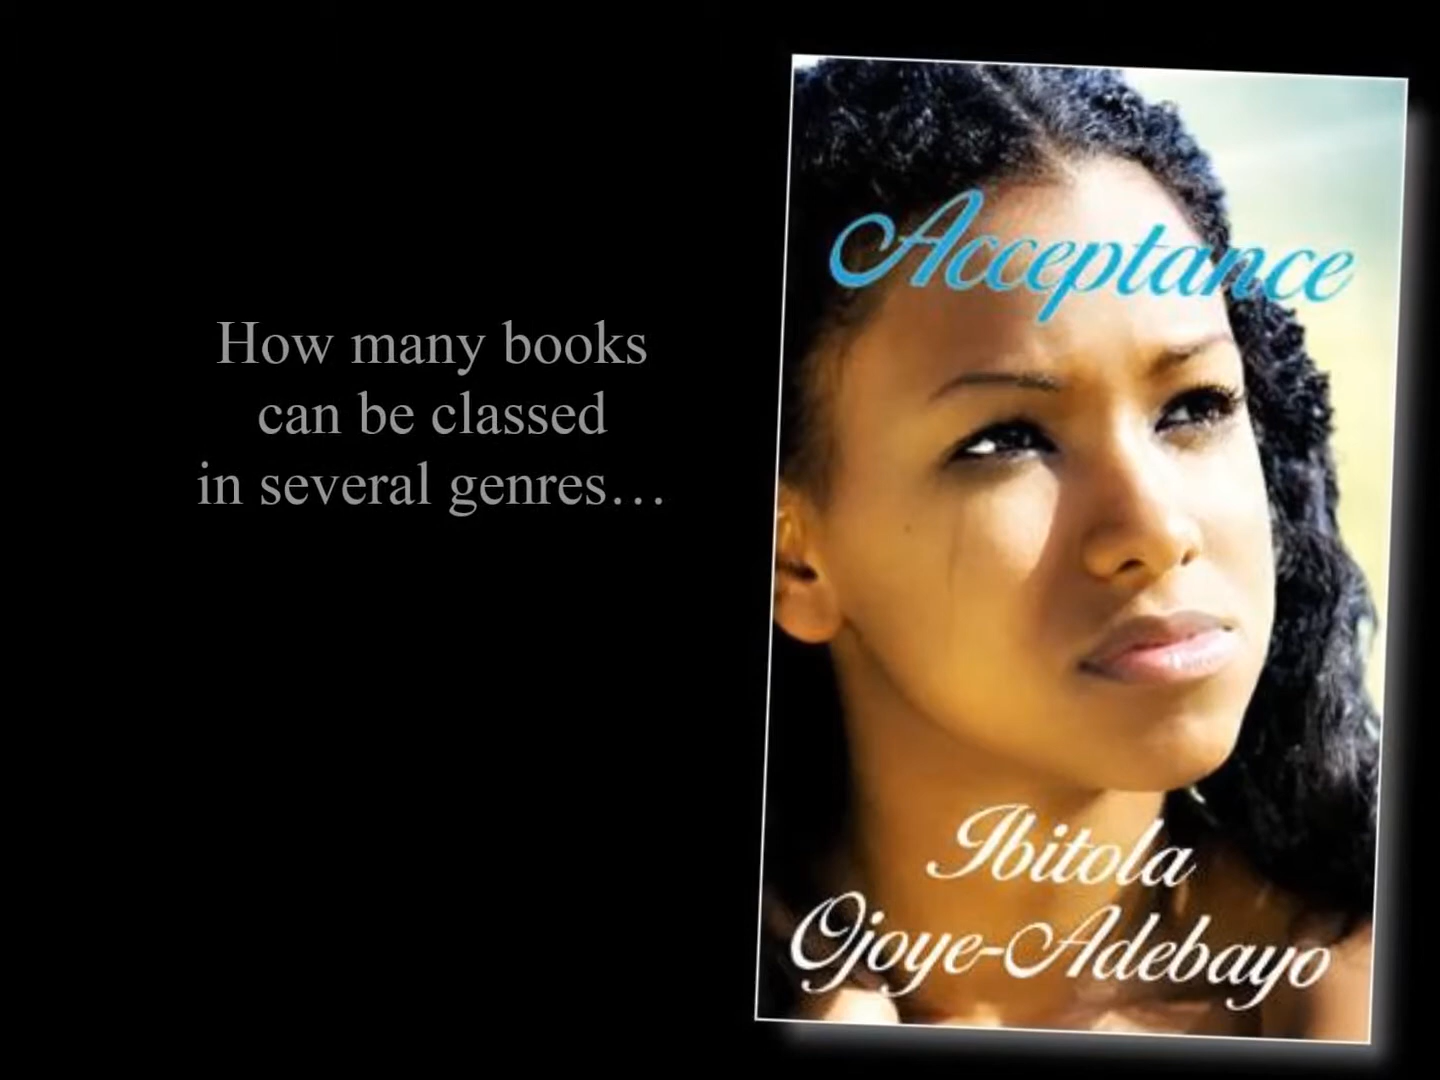 How many books
can be classed
in several genres…
Acceptance
Ibitola
Ojoye-Adebayo